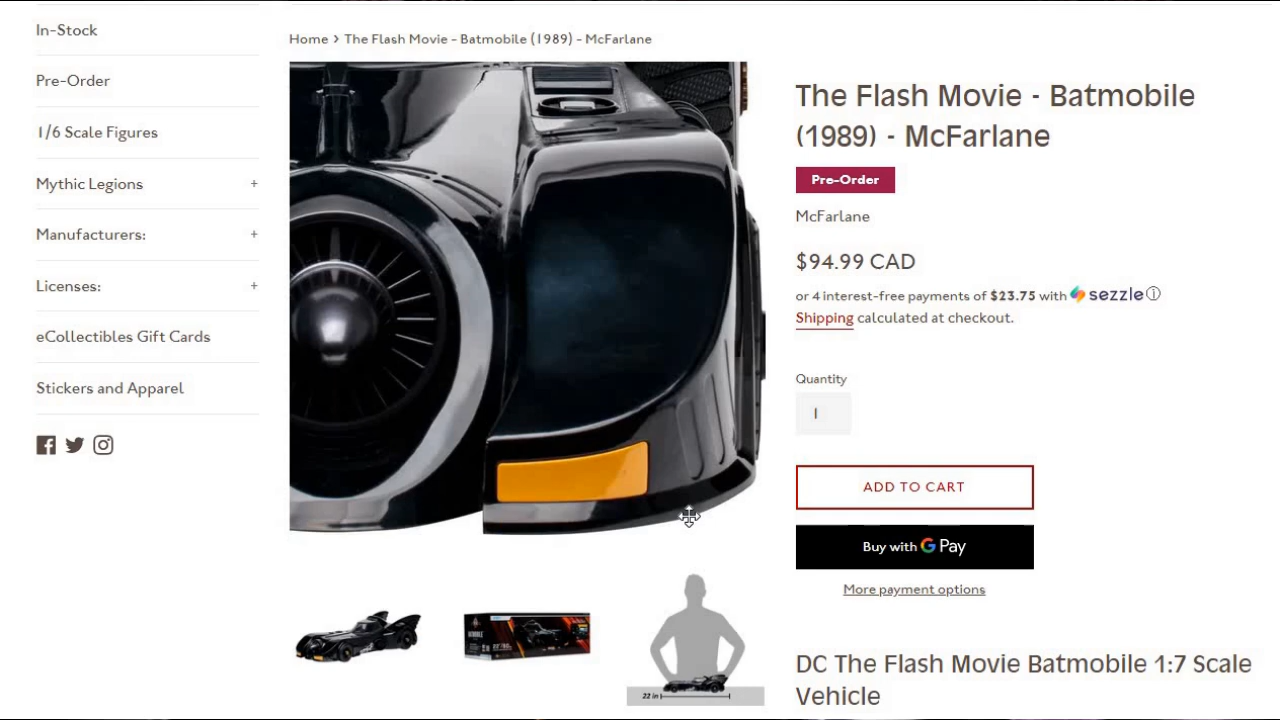 In-Stock
Pre-Order
1/6 Scale Figures
Mythic Legions +
Manufacturers: +
Licenses: +
eCollectibles Gift Cards
Stickers and Apparel
Home › The Flash Movie - Batmobile (1989) - McFarlane
22 in
The Flash Movie - Batmobile
(1989) - McFarlane
Pre-Order
McFarlane
$94.99 CAD
or 4 interest-free payments of $23.75 with sezzle
Shipping calculated at checkout.
Quantity
1
ADD TO CART
Buy with G Pay
More payment options
DC The Flash Movie Batmobile 1:7 Scale
Vehicle